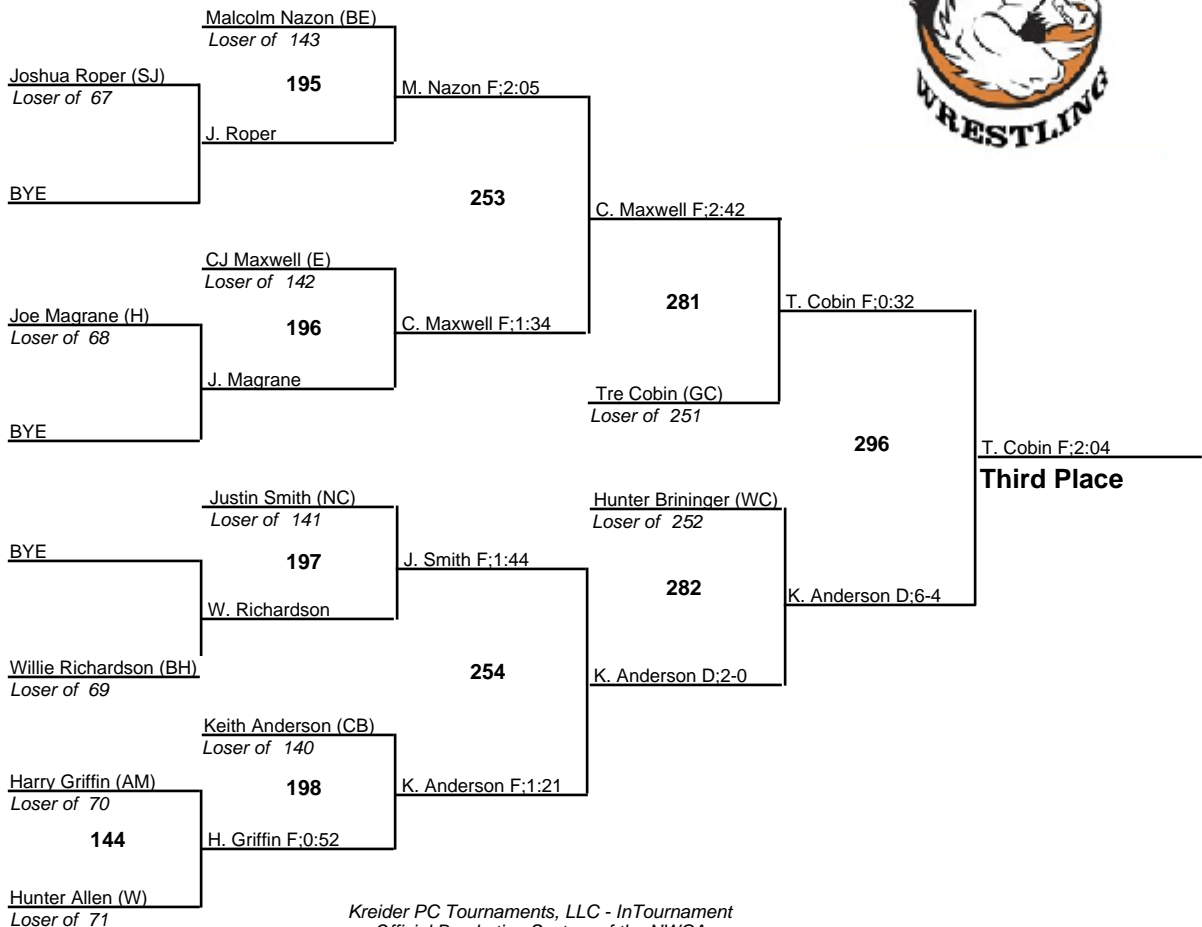 Malcolm Nazon (BE)
Loser of 143
Joshua Roper (SJ)
Loser of 67
195
M. Nazon F;2:05
J. Roper
BYE
253
C. Maxwell F;2:42
CJ Maxwell (E)
Loser of 142
Joe Magrane (H)
Loser of 68
196
C. Maxwell F;1:34
281
T. Cobin F;0:32
J. Magrane
Tre Cobin (GC)
Loser of 251
BYE
296
T. Cobin F;2:04
Third Place
Justin Smith (NC)
Loser of 141
Hunter Brininger (WC)
Loser of 252
BYE
197
J. Smith F;1:44
282
W. Richardson
K. Anderson D;6-4
Willie Richardson (BH)
Loser of 69
254
K. Anderson D;2-0
Keith Anderson (CB)
Loser of 140
Harry Griffin (AM)
Loser of 70
198
K. Anderson F;1:21
144
H. Griffin F;0:52
Hunter Allen (W)
Loser of 71
WRESTLING
Kreider PC Tournaments, LLC - InTournament